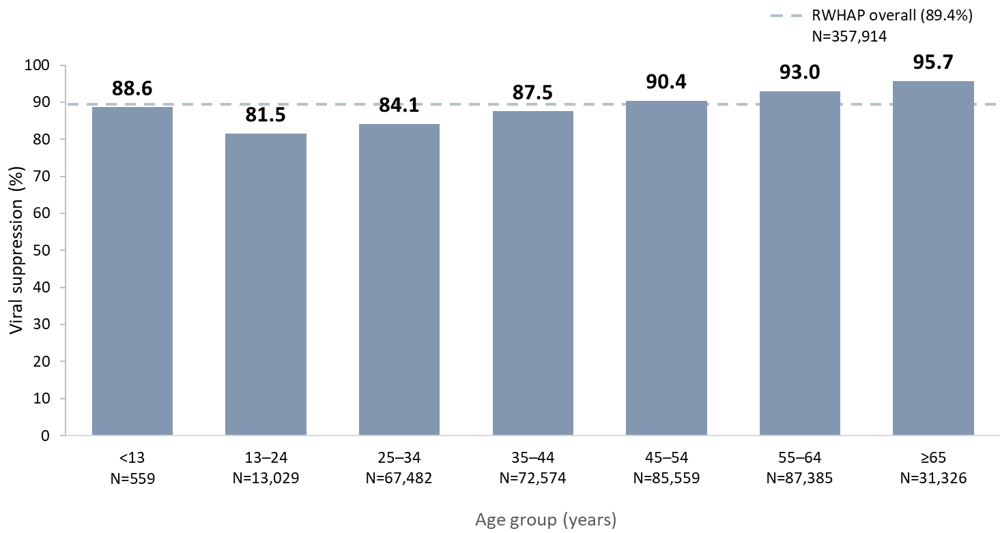 RWHAP overall (89.4%)
N=357,914
Viral suppression (%)
100
90
80
70
60
50
40
30
20
10
0
88.6
81.5
84.1
87.5
90.4
93.0
95.7
<13
N=559
13–24
N=13,029
25–34
N=67,482
35–44
N=72,574
45–54
N=85,559
55–64
N=87,385
≥65
N=31,326
Age group (years)